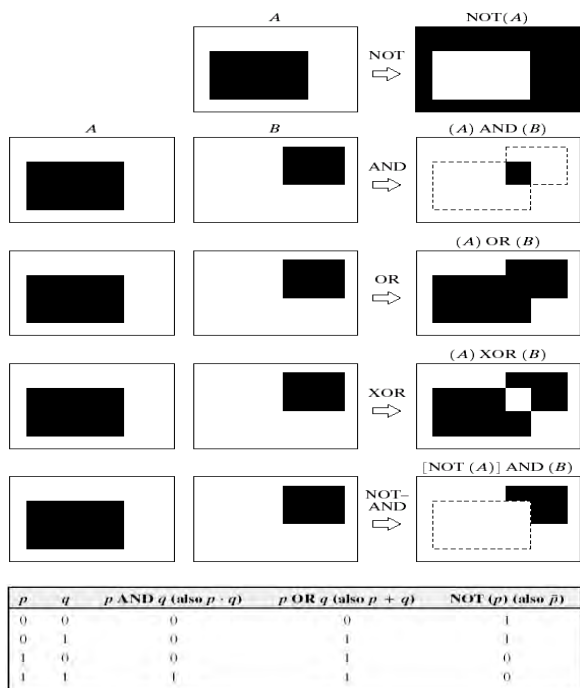 A NOT(A)
NOT
A B (A) AND (B)
AND
(A) OR (B)
OR
(A) XOR (B)
XOR
[NOT (A)] AND (B)
NOT–
AND
p q p AND q (also p · q) p OR q (also p + q) NOT (p) (also p̄)
0 0 0 0 1
0 1 0 1 1
1 0 0 1 0
1 1 1 1 0